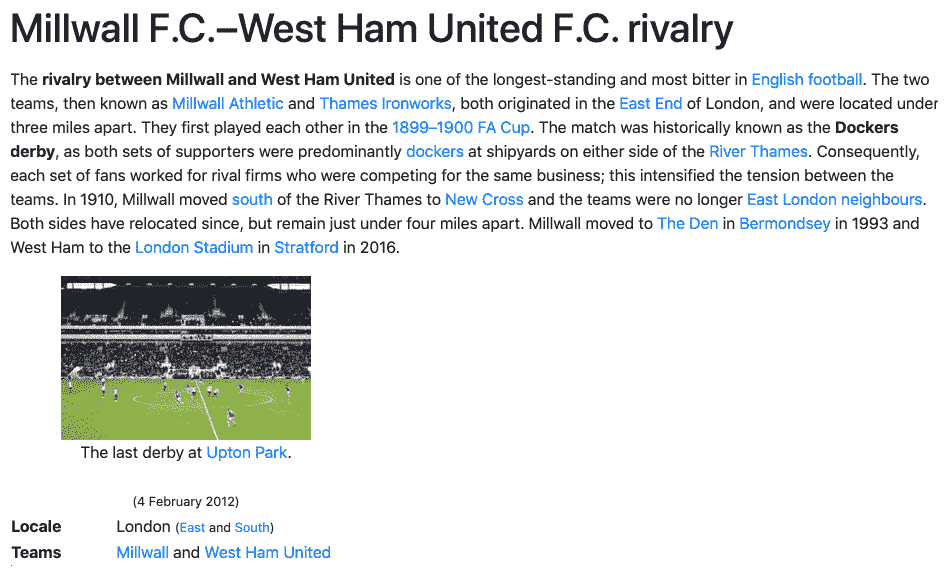 Millwall F.C.–West Ham United F.C. rivalry
The rivalry between Millwall and West Ham United is one of the longest-standing and most bitter in English football. The two
teams, then known as Millwall Athletic and Thames Ironworks, both originated in the East End of London, and were located under
three miles apart. They first played each other in the 1899–1900 FA Cup. The match was historically known as the Dockers
derby, as both sets of supporters were predominantly dockers at shipyards on either side of the River Thames. Consequently,
each set of fans worked for rival firms who were competing for the same business; this intensified the tension between the
teams. In 1910, Millwall moved south of the River Thames to New Cross and the teams were no longer East London neighbours.
Both sides have relocated since, but remain just under four miles apart. Millwall moved to The Den in Bermondsey in 1993 and
West Ham to the London Stadium in Stratford in 2016.
The last derby at Upton Park.
(4 February 2012)
Locale London (East and South)
Teams Millwall and West Ham United